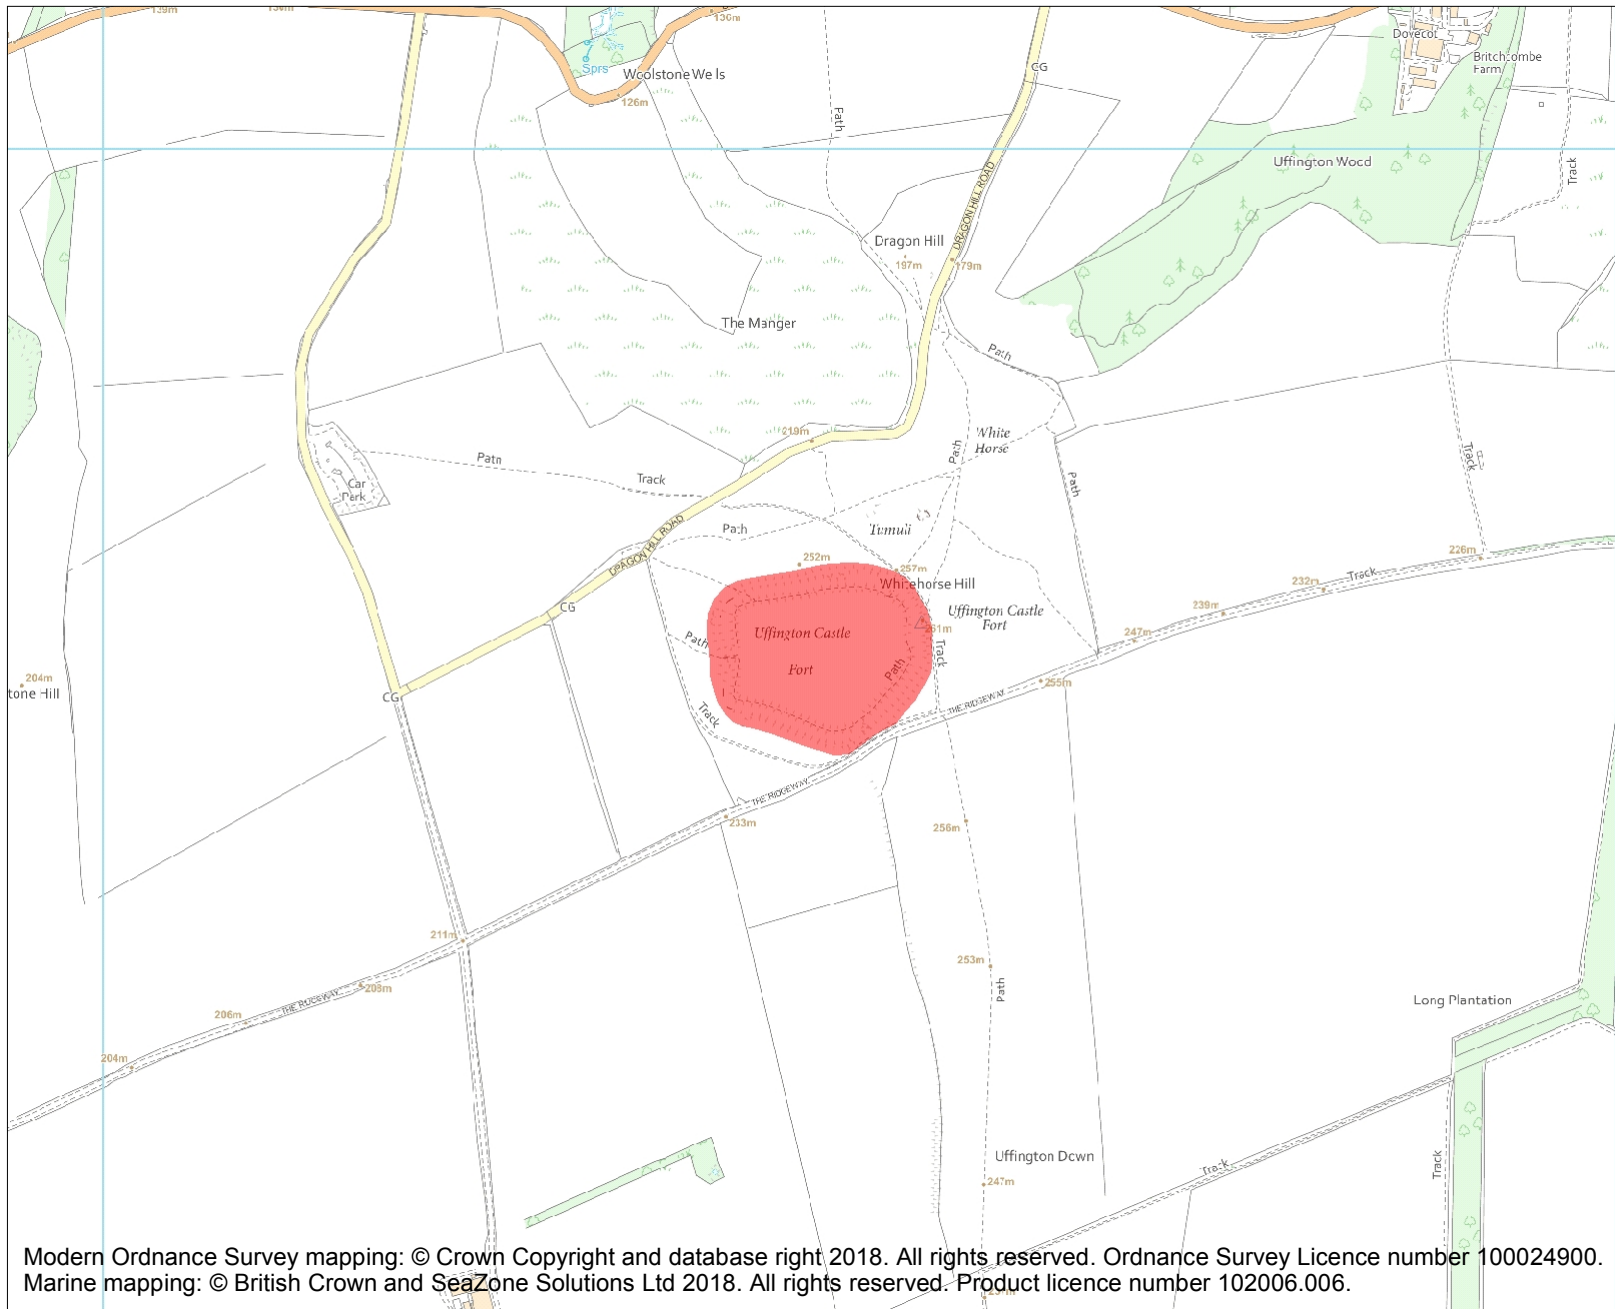 139m
136m
Dovecot
CG
Britchcombe
Farm
Sprs
Woolstone Wells
126m
Path
Uffington Wood
Track
DRAGON HILL ROAD
Dragon Hill
197m
179m
The Manger
Path
219m
White
Horse
Path
Path
Track
Path
Track
Car
Park
Path
Tumuli
DRAGON HILL ROAD
252m
257m
Whitehorse Hill
226m
Track
232m
239m
CG
Uffington Castle
Fort
Uffington Castle
Fort
261m
247m
Path
Track
Path
204m
tone Hill
CG
255m
THE RIDGEWAY
Track
THE RIDGEWAY
233m
256m
211m
253m
Path
208m
THE RIDGEWAY
206m
Long Plantation
204m
Uffington Down
Track
Track
247m
Modern Ordnance Survey mapping: © Crown Copyright and database right 2018. All rights reserved. Ordnance Survey Licence number 100024900.
Marine mapping: © British Crown and SeaZone Solutions Ltd 2018. All rights reserved. Product licence number 102006.006.